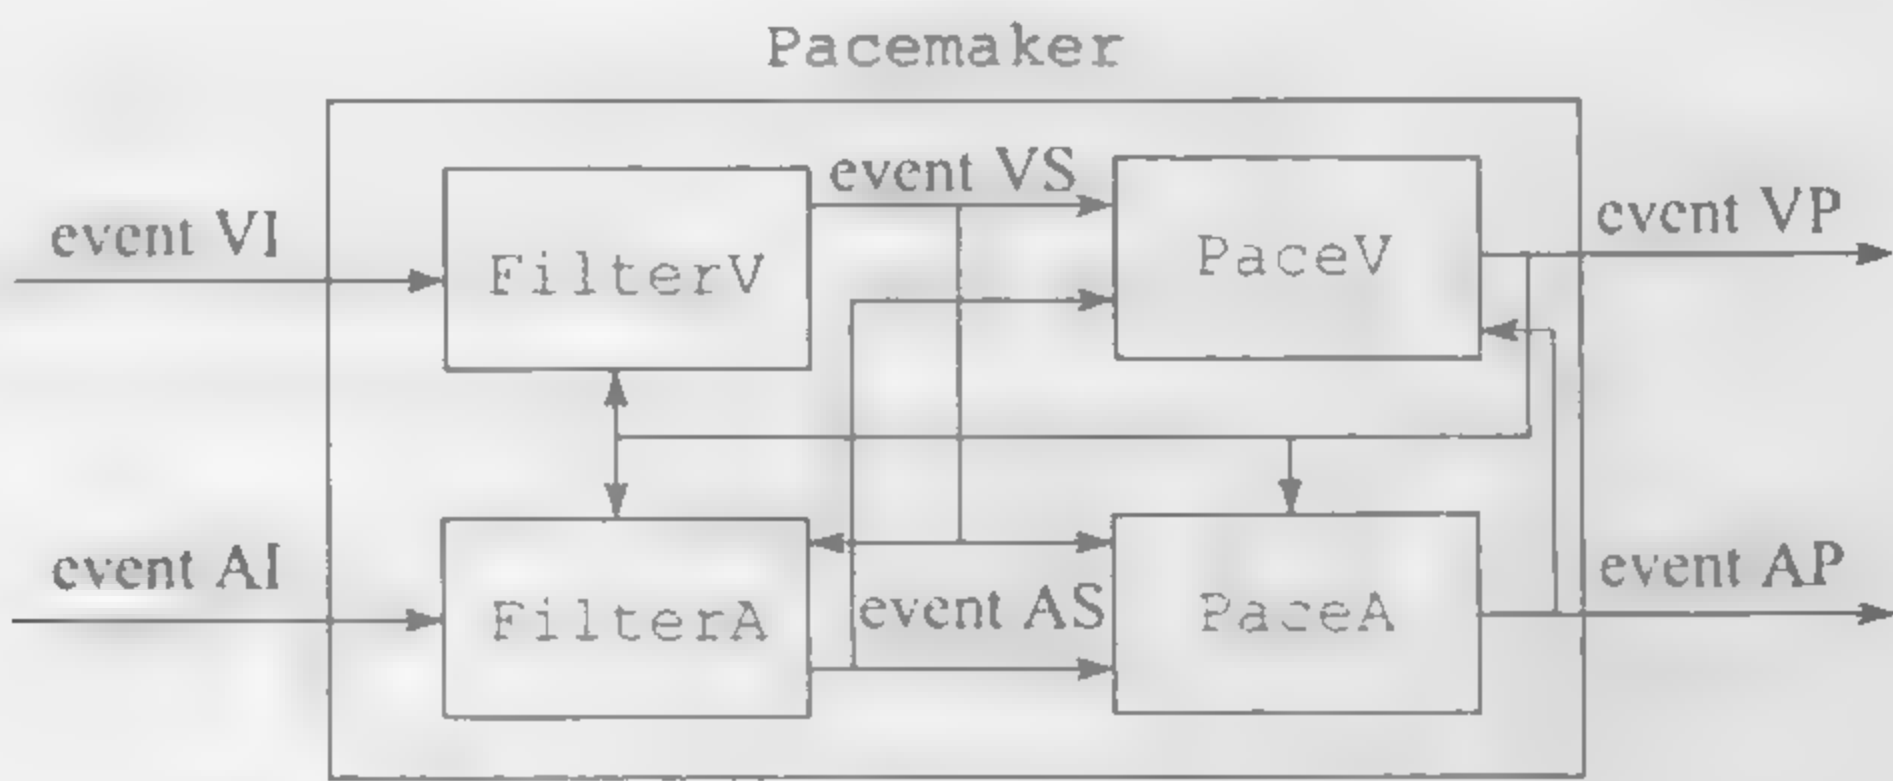 Pacemaker
event VI
FilterV
event VS
PaceV
event VP
event AI
FilterA
event AS
PaceA
event AP